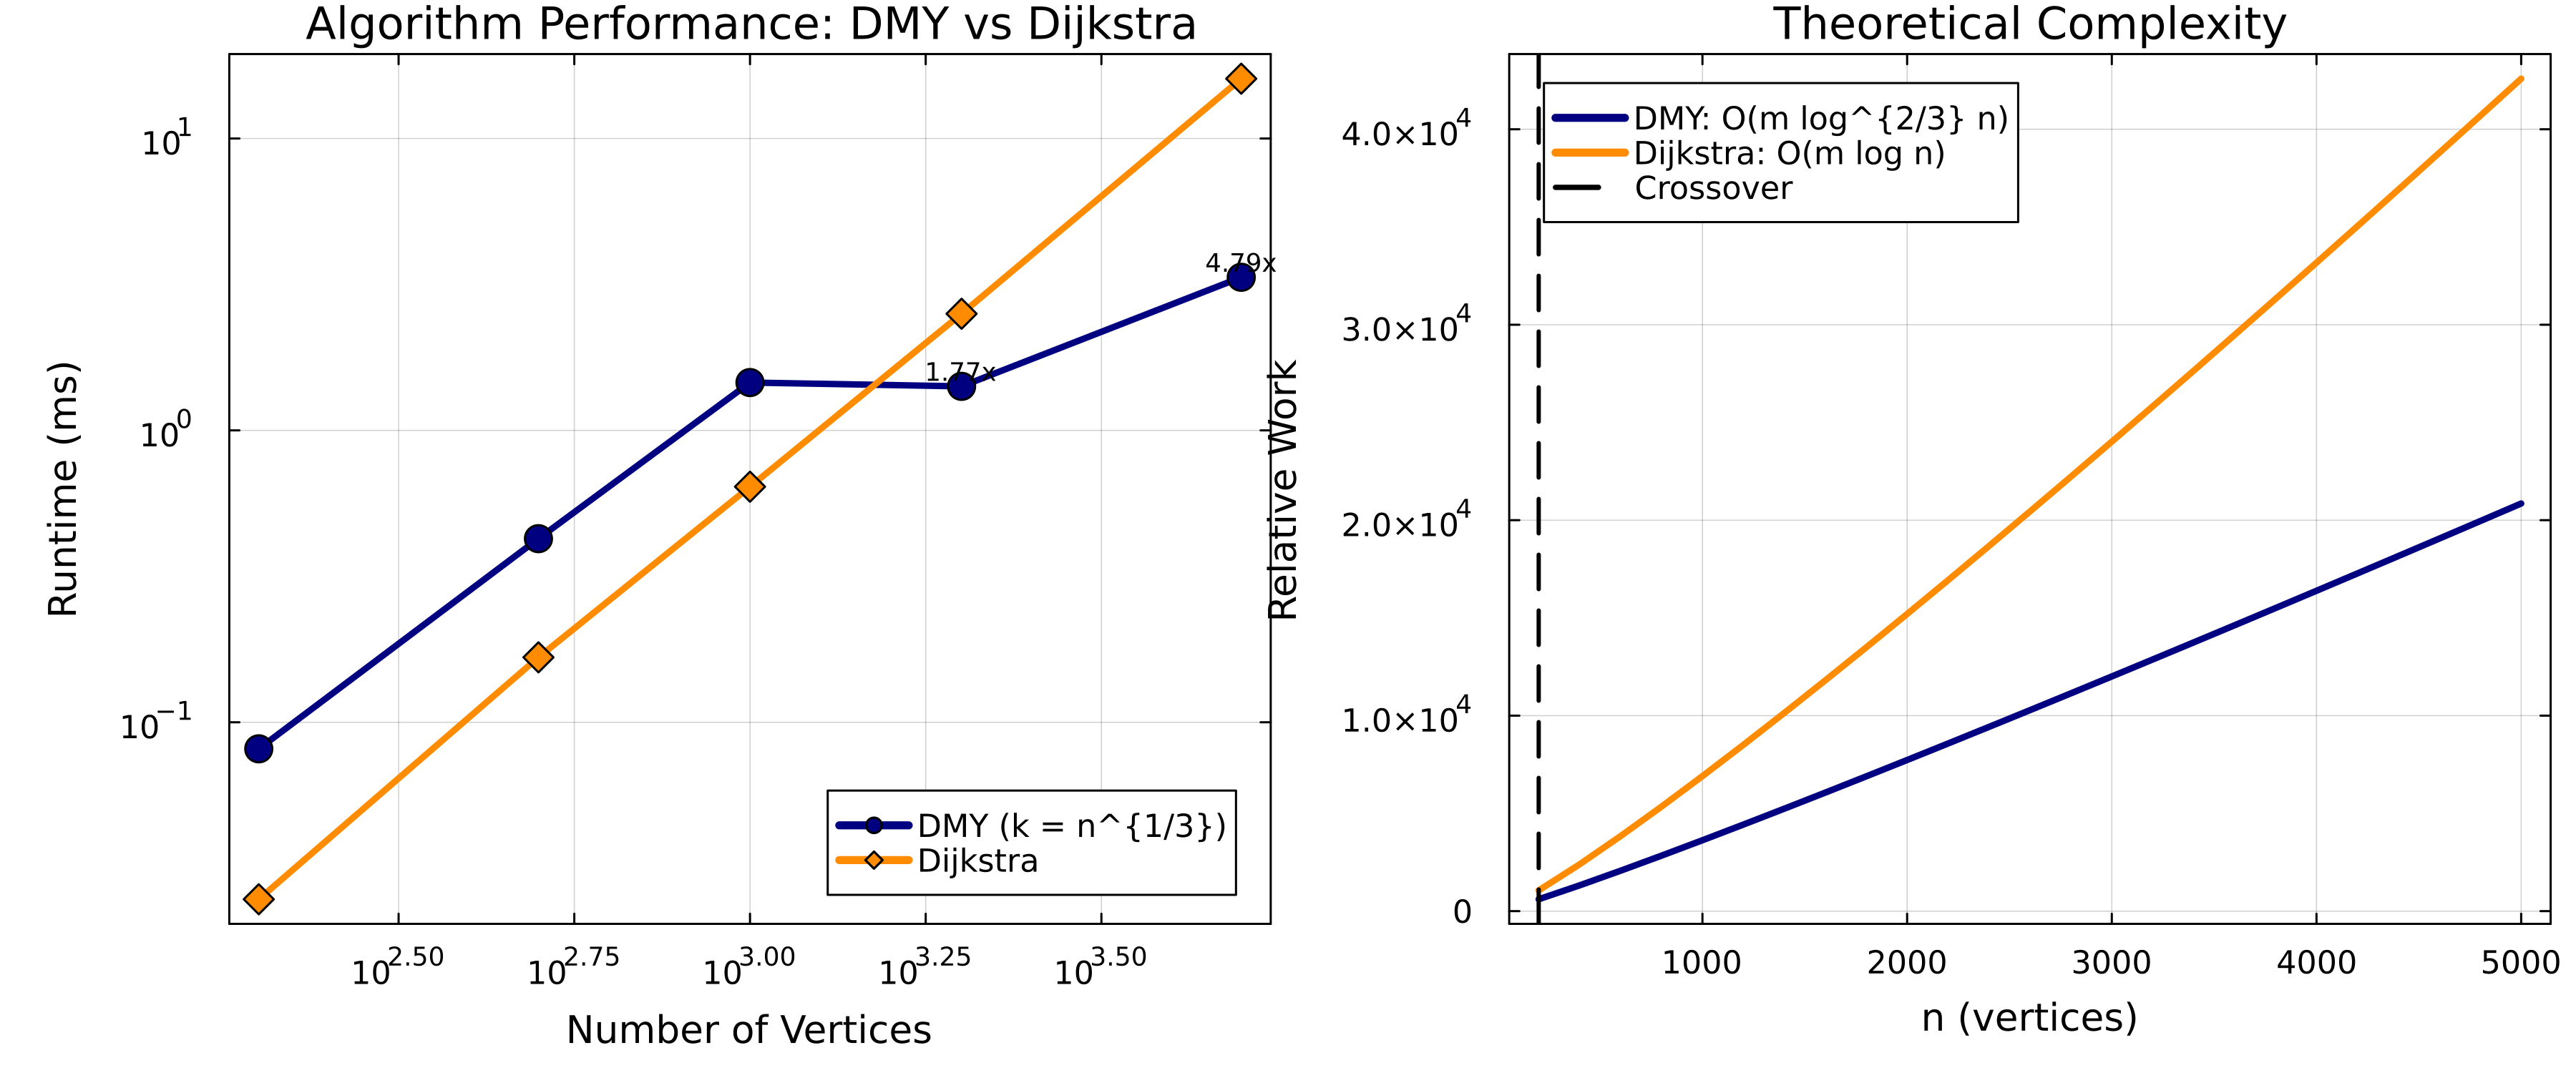 Algorithm Performance: DMY vs Dijkstra
Runtime (ms)
10^1
10^0
10^−1
4.79x
1.77x
DMY (k = n^{1/3})
Dijkstra
10^2.50 10^2.75 10^3.00 10^3.25 10^3.50
Number of Vertices
Theoretical Complexity
Relative Work
4.0×10^4
3.0×10^4
2.0×10^4
1.0×10^4
0
DMY: O(m log^{2/3} n)
Dijkstra: O(m log n)
Crossover
1000 2000 3000 4000 5000
n (vertices)